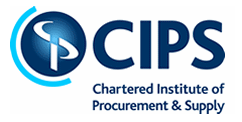 CIPS
Chartered Institute of
Procurement & Supply